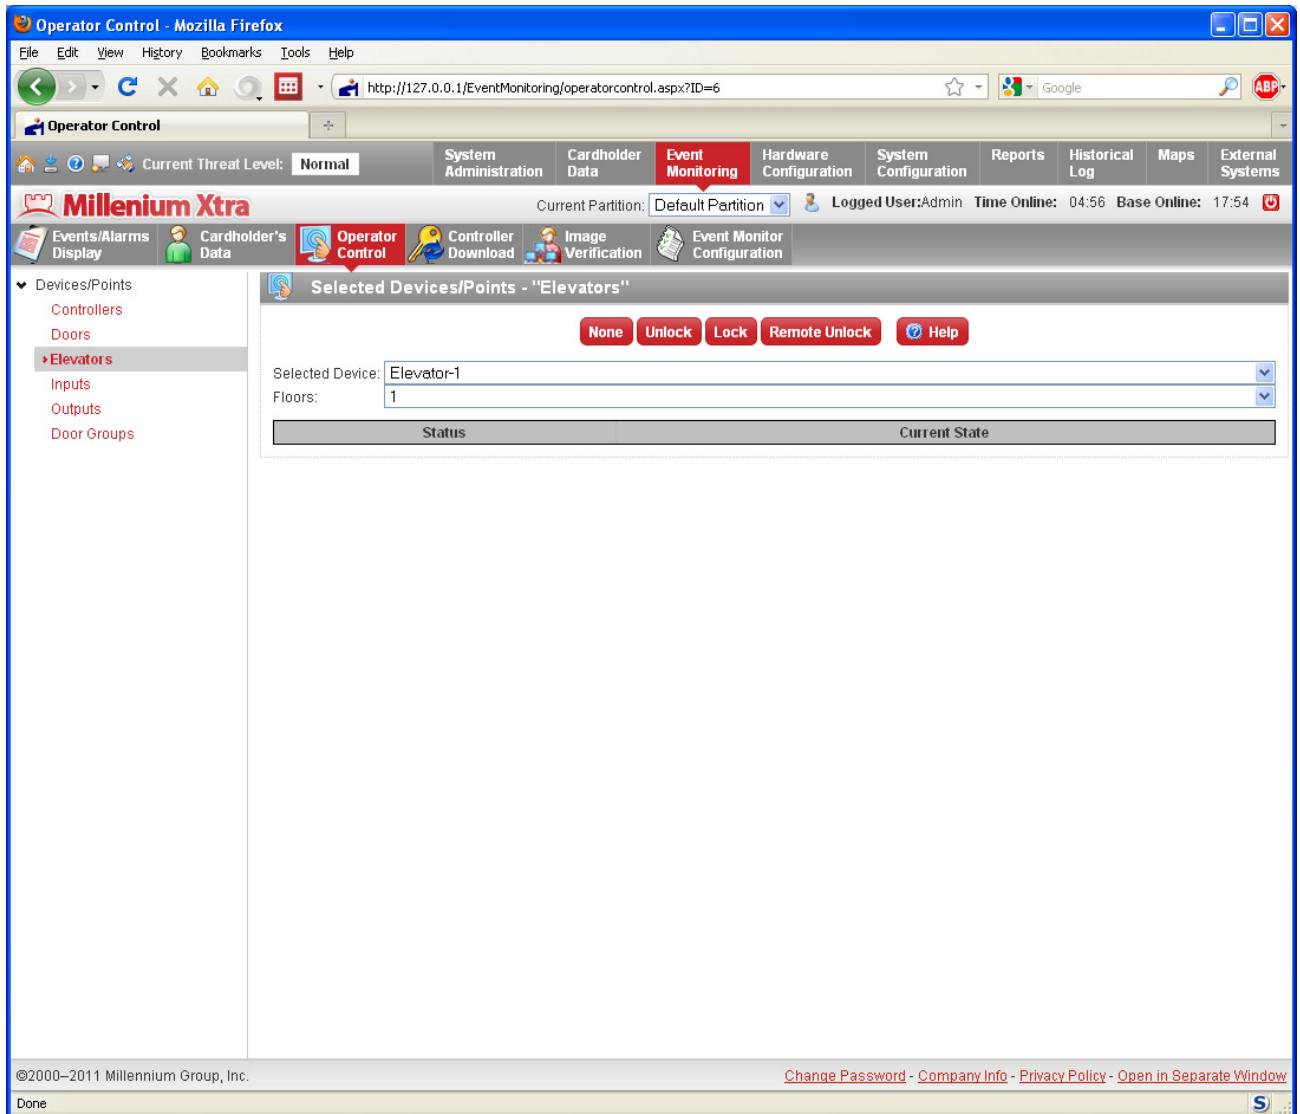 Operator Control - Mozilla Firefox
File Edit View History Bookmarks Tools Help
http://127.0.0.1/EventMonitoring/operatorcontrol.aspx?ID=6
Google
ABP
Operator Control
Current Threat Level: Normal
System Administration
Cardholder Data
Event Monitoring
Hardware Configuration
System Configuration
Reports
Historical Log
Maps
External Systems
Millenium Xtra
Current Partition: Default Partition
Logged User:Admin Time Online: 04:56 Base Online: 17:54
Events/Alarms Display
Cardholder's Data
Operator Control
Controller Download
Image Verification
Event Monitor Configuration
Devices/Points
Controllers
Doors
Elevators
Inputs
Outputs
Door Groups
Selected Devices/Points - "Elevators"
None Unlock Lock Remote Unlock Help
Selected Device: Elevator-1
Floors: 1
Status Current State
©2000–2011 Millennium Group, Inc.
Change Password - Company Info - Privacy Policy - Open in Separate Window
Done
S